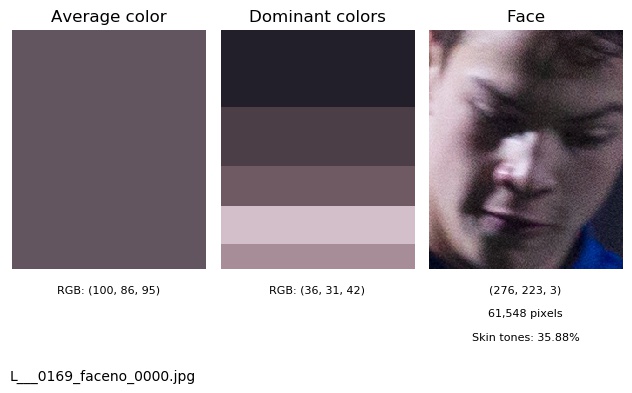 Average color
Dominant colors
Face
RGB: (100, 86, 95)
RGB: (36, 31, 42)
(276, 223, 3)
61,548 pixels
Skin tones: 35.88%
L___0169_faceno_0000.jpg